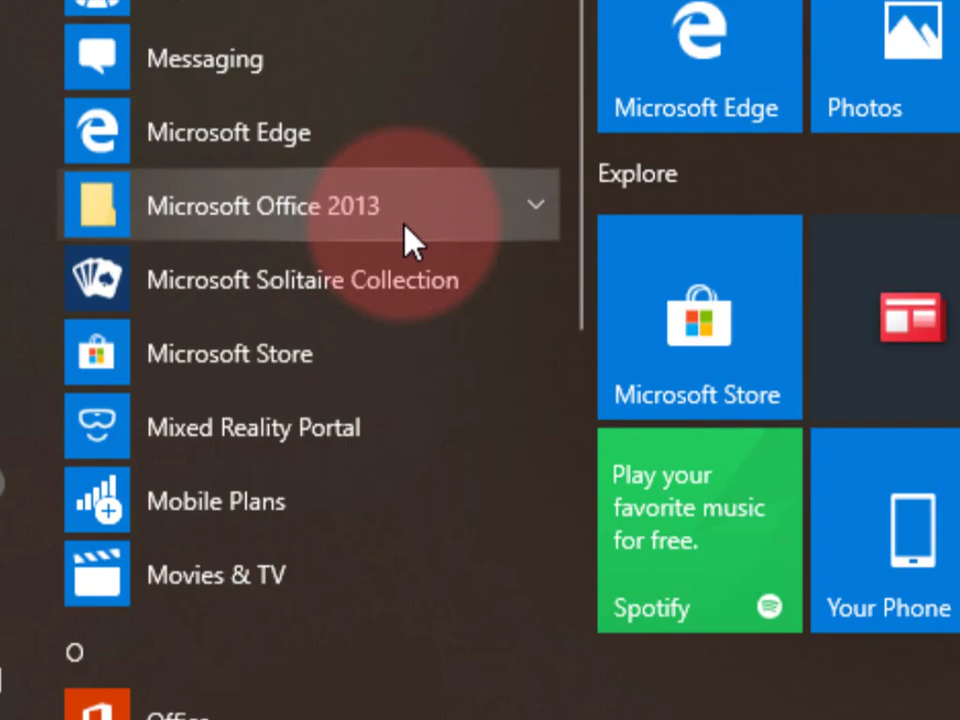 Messaging
Microsoft Edge
Microsoft Office 2013
Microsoft Solitaire Collection
Microsoft Store
Mixed Reality Portal
Mobile Plans
Movies & TV
O
Office
Microsoft Edge
Photos
Explore
Microsoft Store
Play your
favorite music
for free.
Spotify
Your Phone